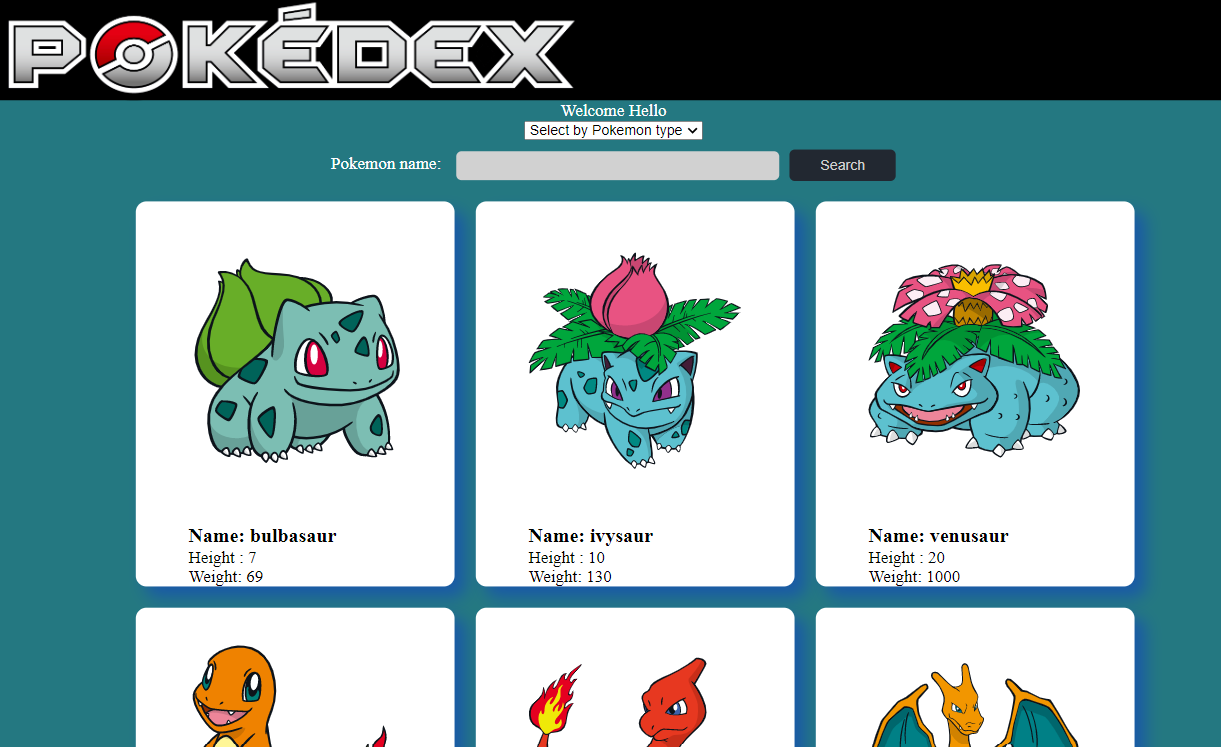 POKÉDEX
Welcome Hello
Select by Pokemon type
Pokemon name:
Search
Name: bulbasaur
Height : 7
Weight: 69
Name: ivysaur
Height : 10
Weight: 130
Name: venusaur
Height : 20
Weight: 1000